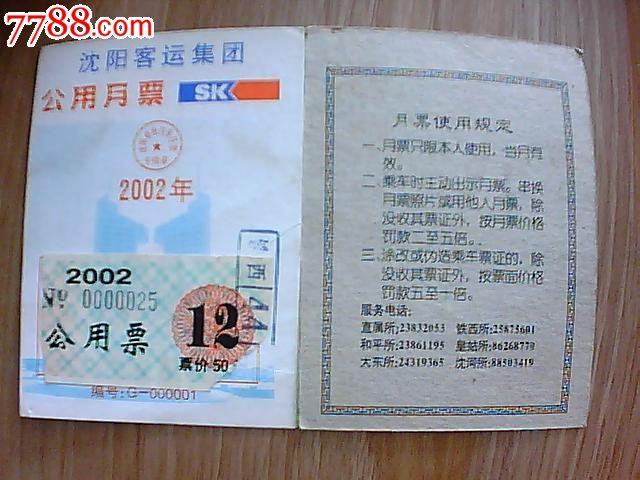 7788.com
沈阳客运集团
公用月票
SK
2002年
铁西
44
2002
№ 0000025
12
公用票
票价50
编号:G-000001
月票使用规定
一、月票只限本人使用，当月有
效。
二、乘车时主动出示月票。串换
月票照片或用他人月票，除
没收其票证外，按月票价格
罚款二至五倍。
三、涂改或伪造乘车票证的，除
没收其票证外，按票面价格
罚款五至十倍。
服务电话：
直属所:23832053 铁西所:25875601
和平所:23861195 皇姑所:86268770
大东所:24319365 沈河所:88503419